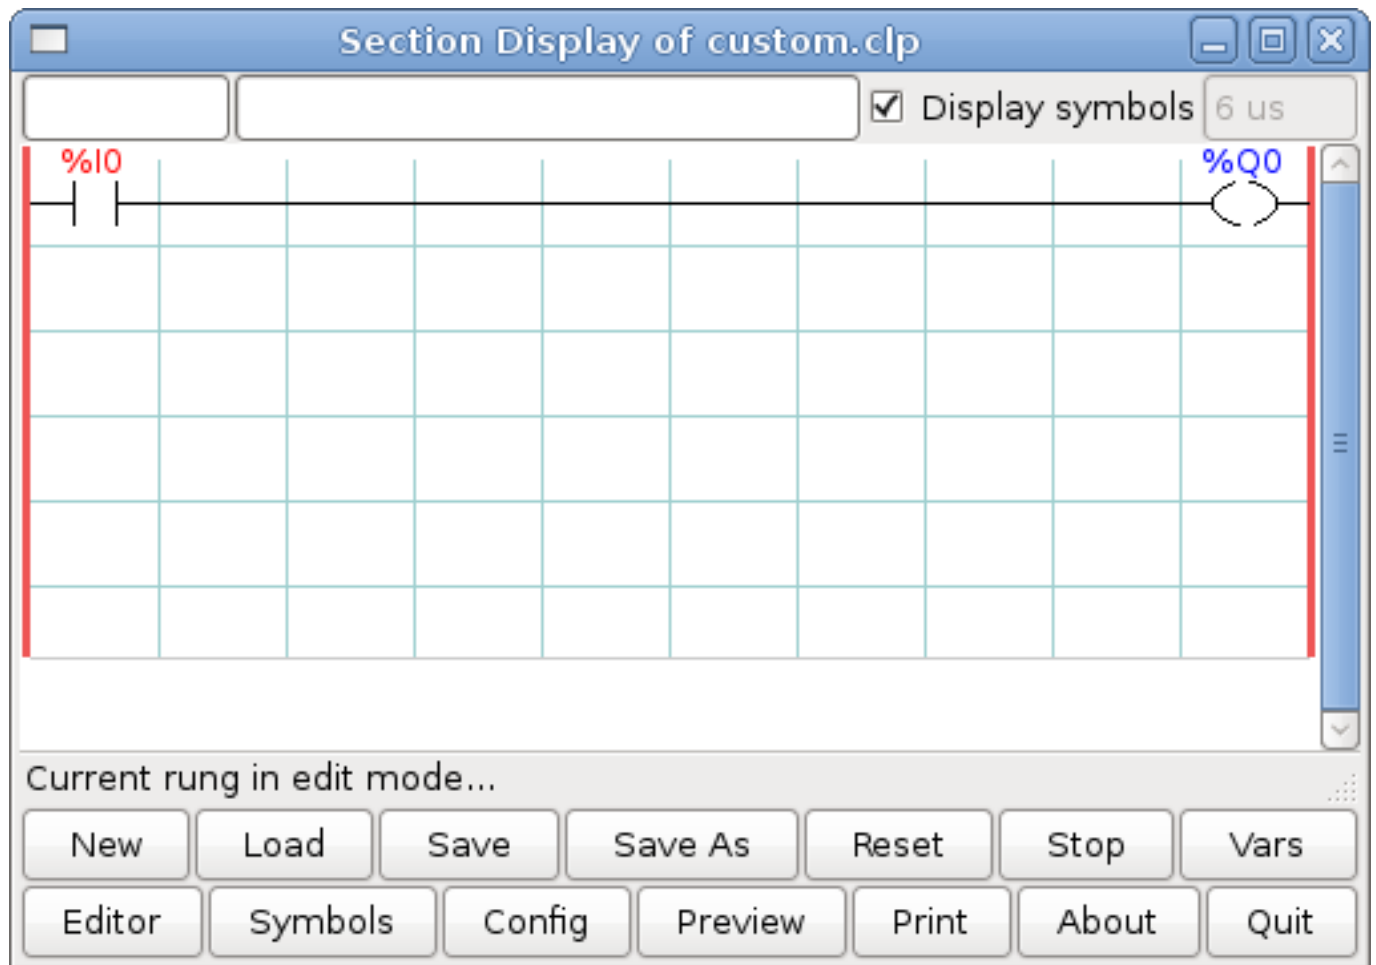 Section Display of custom.clp
Display symbols 6 us
%I0 %Q0
Current rung in edit mode...
New Load Save Save As Reset Stop Vars
Editor Symbols Config Preview Print About Quit